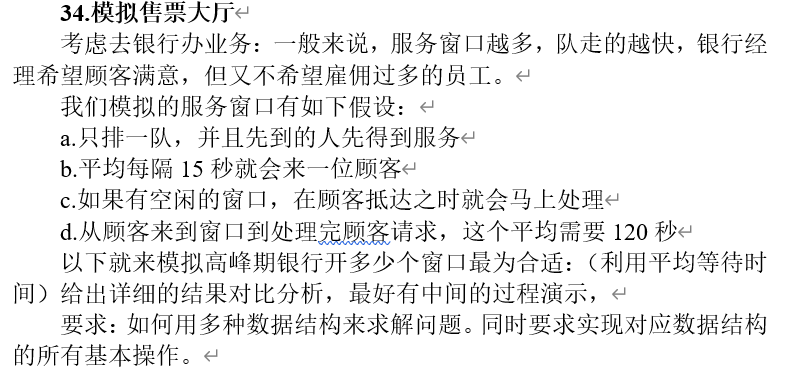 34.模拟售票大厅
考虑去银行办业务：一般来说，服务窗口越多，队走的越快，银行经
理希望顾客满意，但又不希望雇佣过多的员工。
我们模拟的服务窗口有如下假设：
a.只排一队，并且先到的人先得到服务
b.平均每隔 15 秒就会来一位顾客
c.如果有空闲的窗口，在顾客抵达之时就会马上处理
d.从顾客来到窗口到处理完顾客请求，这个平均需要 120 秒
以下就来模拟高峰期银行开多少个窗口最为合适：（利用平均等待时
间）给出详细的结果对比分析，最好有中间的过程演示，
要求：如何用多种数据结构来求解问题。同时要求实现对应数据结构
的所有基本操作。